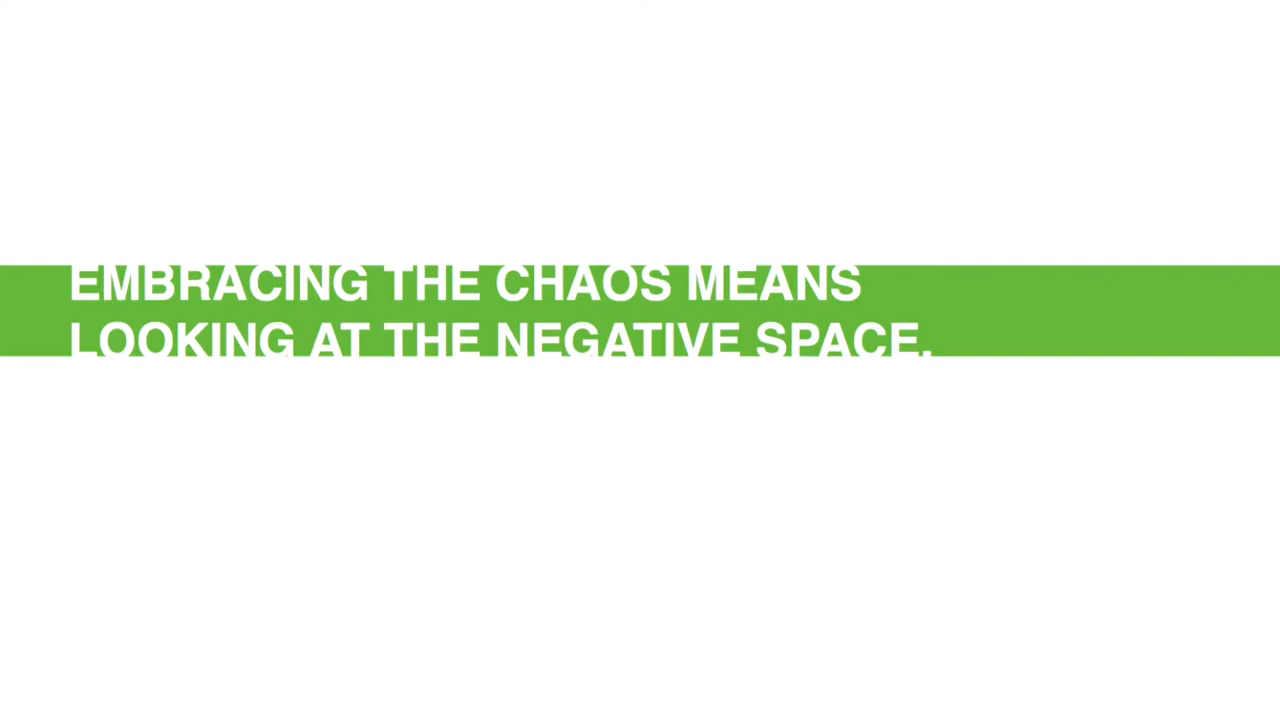 EMBRACING THE CHAOS MEANS
LOOKING AT THE NEGATIVE SPACE.